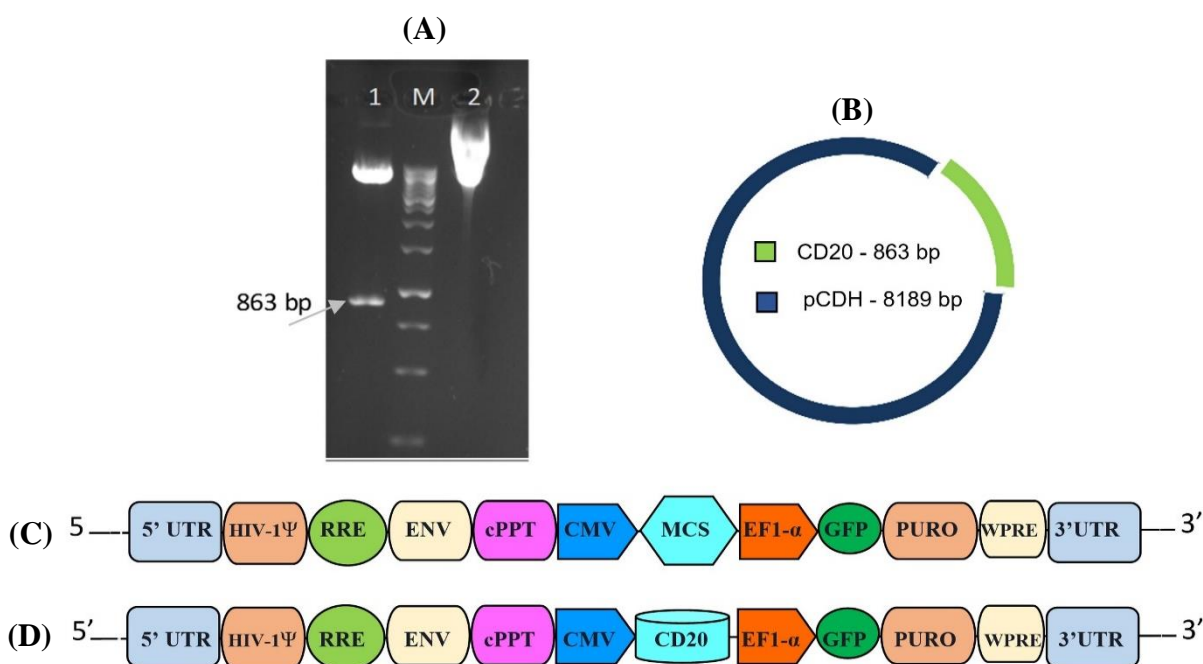 (A)
1 M 2
863 bp
(B)
CD20 - 863 bp
pCDH - 8189 bp
(C) 5 5' UTR HIV-1Ψ RRE ENV cPPT CMV MCS EF1-α GFP PURO WPRE 3'UTR 3'
(D) 5' 5' UTR HIV-1Ψ RRE ENV cPPT CMV CD20 EF1-α GFP PURO WPRE 3'UTR 3'